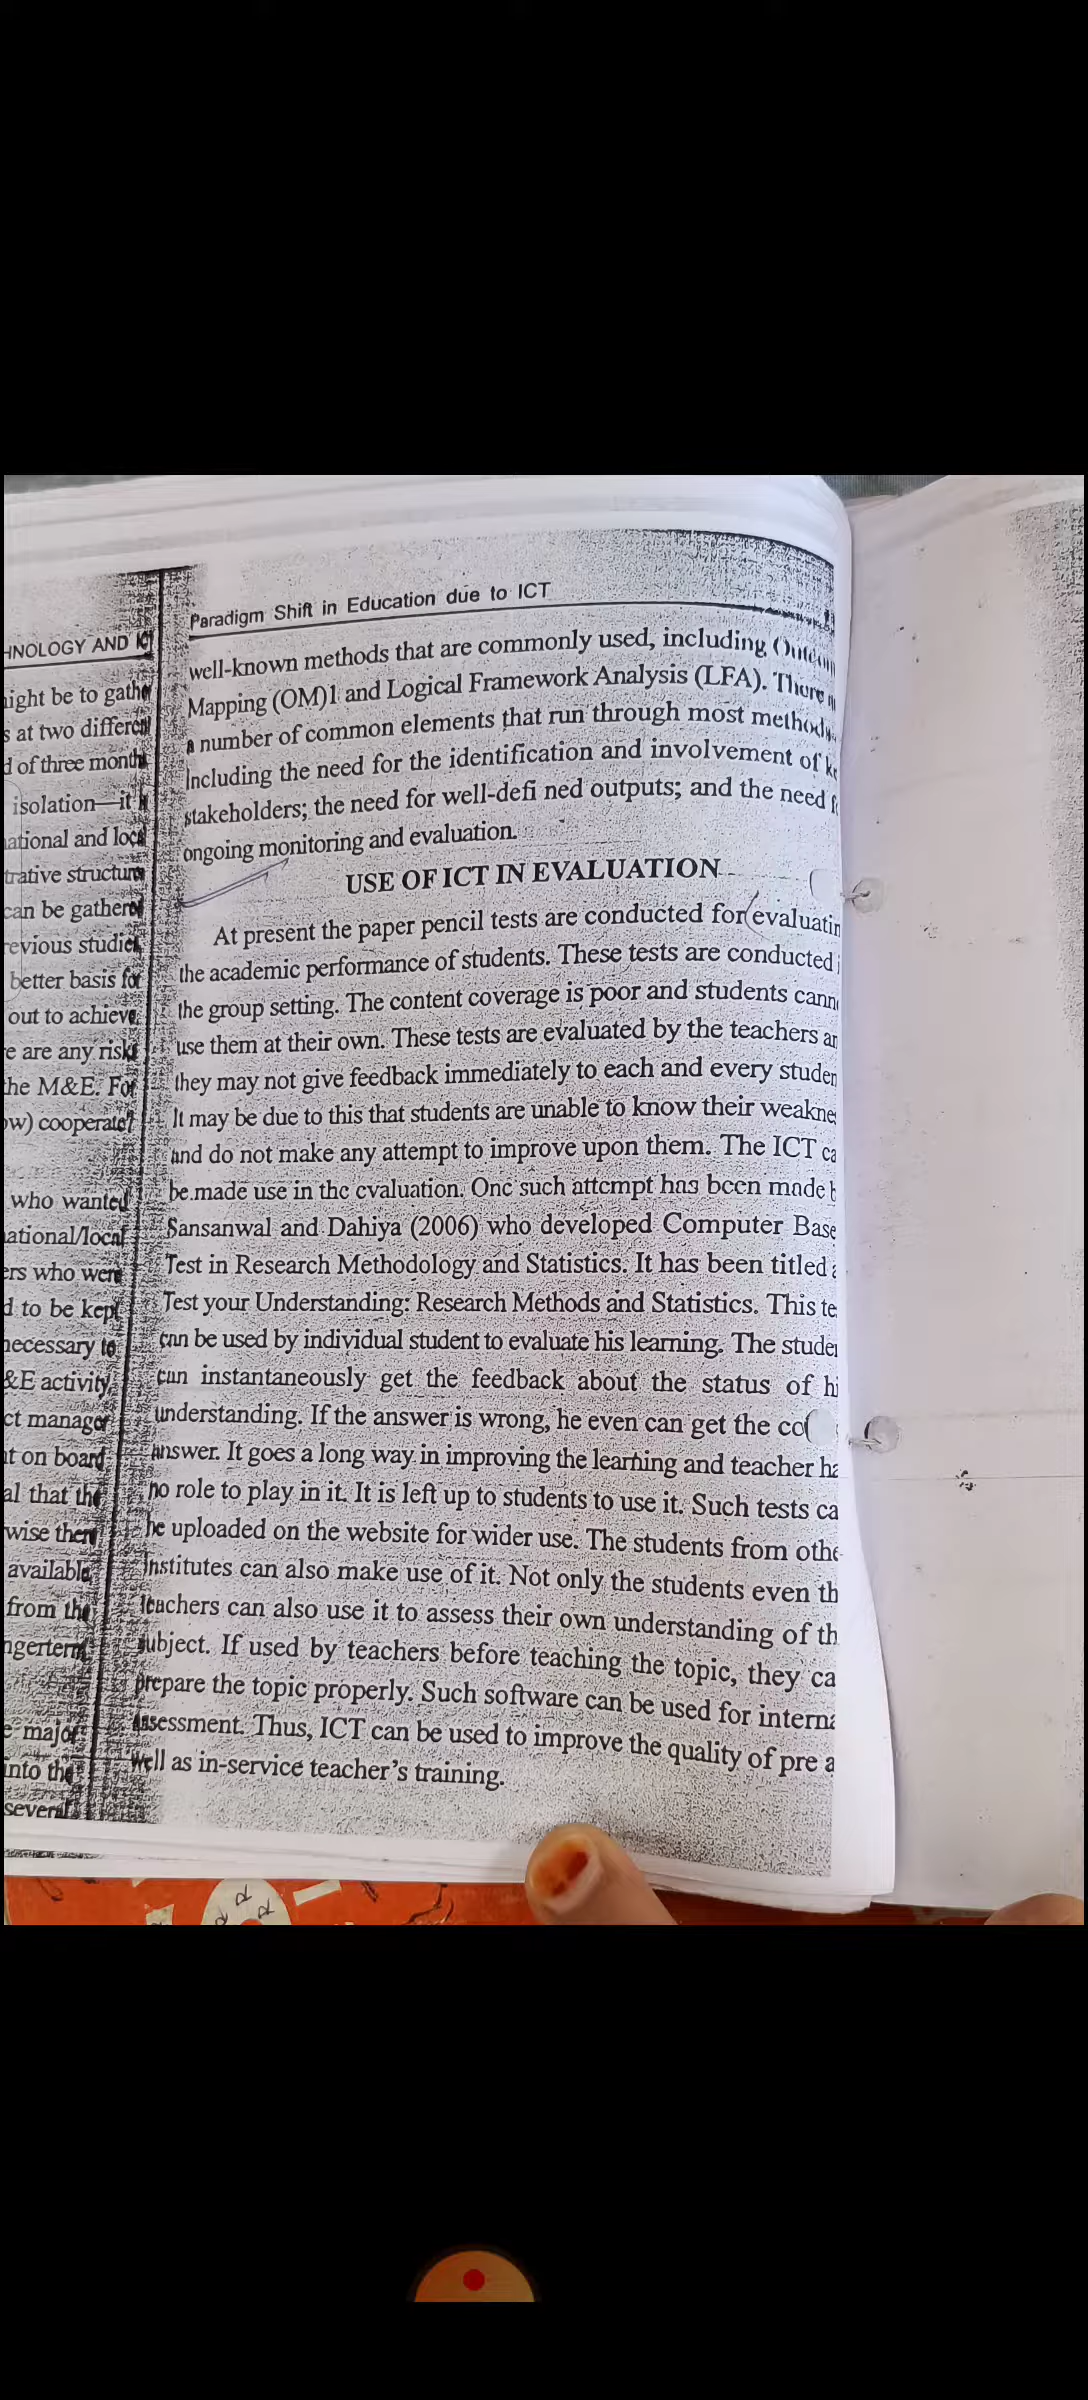 HNOLOGY AND ICT
ight be to gathe
s at two different
d of three month
isolation—it
ational and loca
trative structur
can be gathered
revious studies
better basis for
out to achieve
e are any risk
he M&E. For
ow) cooperate?
who wanted
ational/local
ers who were
d to be kept
necessary to
&E activity,
ct manager
t on board
al that the
wise then
available
from the
ngerterm
e major
into the
several
Paradigm Shift in Education due to ICT
well-known methods that are commonly used, including Outcom
Mapping (OM)1 and Logical Framework Analysis (LFA). There
a number of common elements that run through most
including the need for the identification and involvement of
stakeholders; the need for well-defi ned outputs; and the need f
ongoing monitoring and evaluation.
USE OF ICT IN EVALUATION
At present the paper pencil tests are conducted for evaluatin
the academic performance of students. These tests are conducted
the group setting. The content coverage is poor and students cann
use them at their own. These tests are evaluated by the teachers an
they may not give feedback immediately to each and every studen
It may be due to this that students are unable to know their weakne
and do not make any attempt to improve upon them. The ICT ca
be made use in the evaluation. One such attempt has been made b
Sansanwal and Dahiya (2006) who developed Computer Base
Test in Research Methodology and Statistics. It has been titled a
Test your Understanding: Research Methods and Statistics. This te
can be used by individual student to evaluate his learning. The studen
can instantaneously get the feedback about the status of hi
understanding. If the answer is wrong, he even can get the co
answer. It goes a long way in improving the learning and teacher ha
no role to play in it. It is left up to students to use it. Such tests ca
be uploaded on the website for wider use. The students from othe
Institutes can also make use of it. Not only the students even th
teachers can also use it to assess their own understanding of th
subject. If used by teachers before teaching the topic, they ca
prepare the topic properly. Such software can be used for interna
Assessment. Thus, ICT can be used to improve the quality of pre a
well as in-service teacher's training.